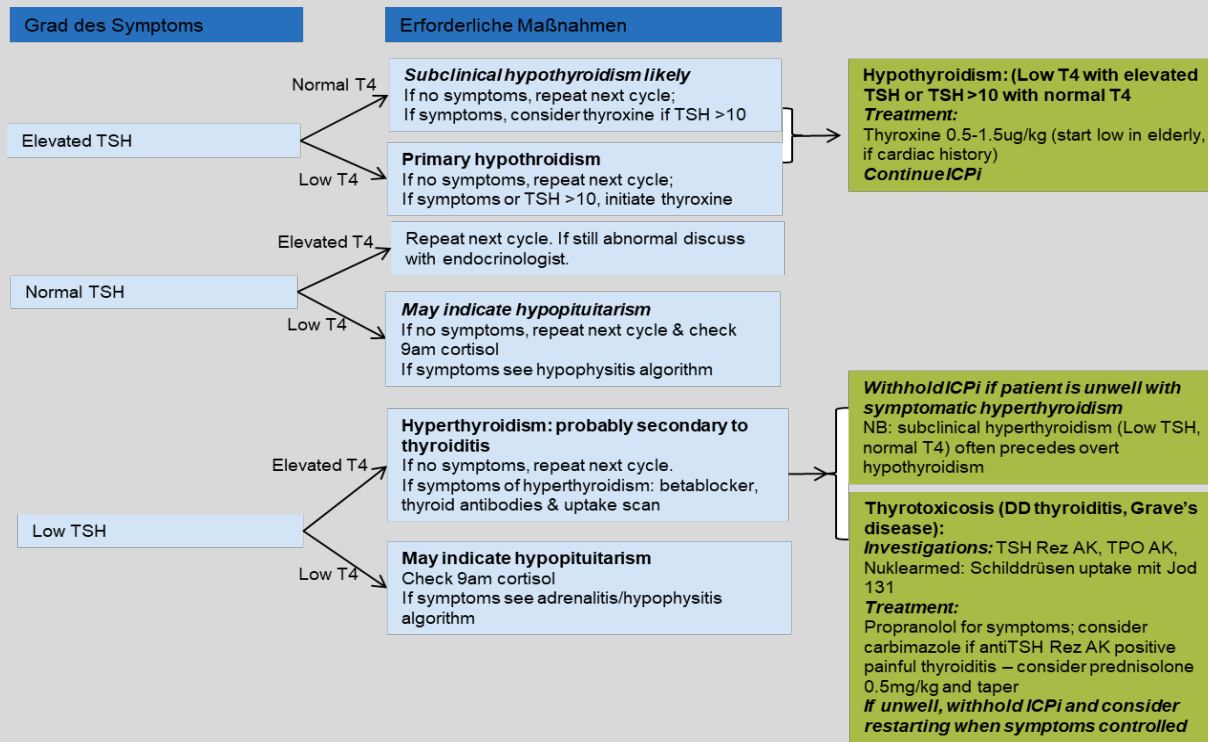 Grad des Symptoms
Erforderliche Maßnahmen
Elevated TSH
Normal T4
Subclinical hypothyroidism likely
If no symptoms, repeat next cycle;
If symptoms, consider thyroxine if TSH >10
Low T4
Primary hypothroidism
If no symptoms, repeat next cycle;
If symptoms or TSH >10, initiate thyroxine
Hypothyroidism: (Low T4 with elevated
TSH or TSH >10 with normal T4
Treatment:
Thyroxine 0.5-1.5ug/kg (start low in elderly,
if cardiac history)
Continue ICPi
Normal TSH
Elevated T4
Repeat next cycle. If still abnormal discuss
with endocrinologist.
Low T4
May indicate hypopituitarism
If no symptoms, repeat next cycle & check
9am cortisol
If symptoms see hypophysitis algorithm
Low TSH
Elevated T4
Hyperthyroidism: probably secondary to
thyroiditis
If no symptoms, repeat next cycle.
If symptoms of hyperthyroidism: betablocker,
thyroid antibodies & uptake scan
Low T4
May indicate hypopituitarism
Check 9am cortisol
If symptoms see adrenalitis/hypophysitis
algorithm
Withhold ICPi if patient is unwell with
symptomatic hyperthyroidism
NB: subclinical hyperthyroidism (Low TSH,
normal T4) often precedes overt
hypothyroidism
Thyrotoxicosis (DD thyroiditis, Grave's
disease):
Investigations: TSH Rez AK, TPO AK,
Nuklearmed: Schilddrüsen uptake mit Jod
131
Treatment:
Propranolol for symptoms; consider
carbimazole if antiTSH Rez AK positive
painful thyroiditis – consider prednisolone
0.5mg/kg and taper
If unwell, withhold ICPi and consider
restarting when symptoms controlled